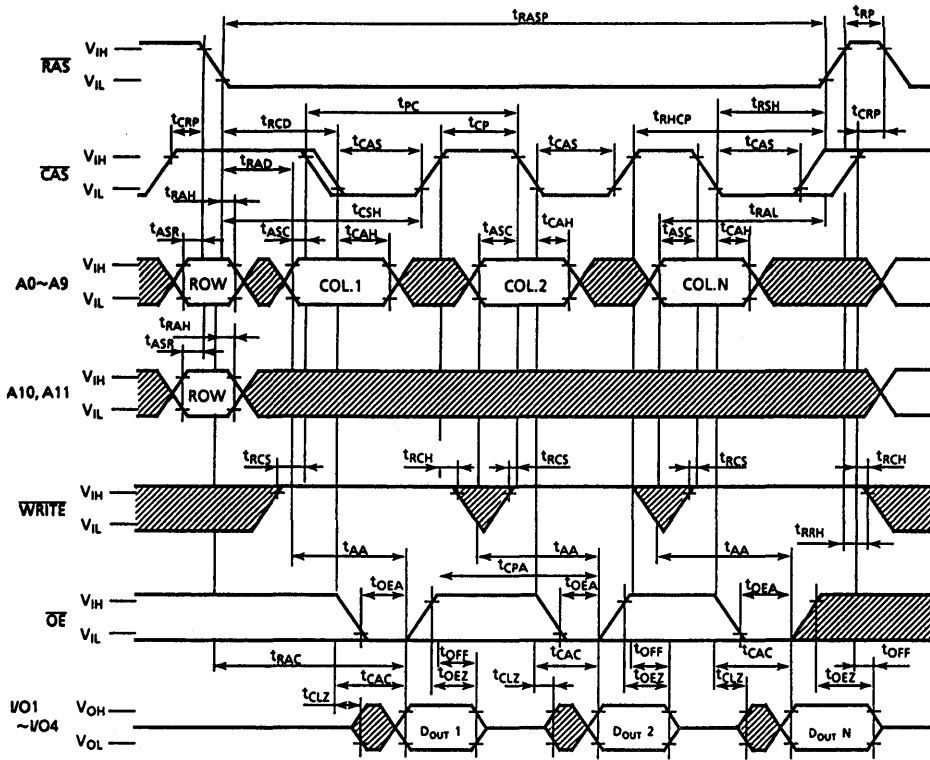 tRASP
tRP
VIH
RAS
VIL
tPC
tRSH
tCRP
tRCD
tCP
tRHCP
tCRP
tCAS
tCAS
tCAS
VIH
CAS
VIL
tRAD
tRAH
tCSH
tRAL
tASR
tASC
tCAH
tASC
tCAH
tASC
tCAH
VIH
A0~A9
VIL
ROW
COL.1
COL.2
COL.N
tRAH
tASR
VIH
A10, A11
VIL
ROW
tRCS
tRCH
tRCS
tRCS
tRCH
VIH
WRITE
VIL
tAA
tAA
tAA
tRRH
tCPA
tOEA
tOEA
tOEA
VIH
OE
VIL
tRAC
tOFF
tCAC
tOFF
tCAC
tOFF
tCAC
tOEZ
tCLZ
tOEZ
tCLZ
tOEZ
tCLZ
I/O1
~I/O4
VOH
VOL
DOUT 1
DOUT 2
DOUT N